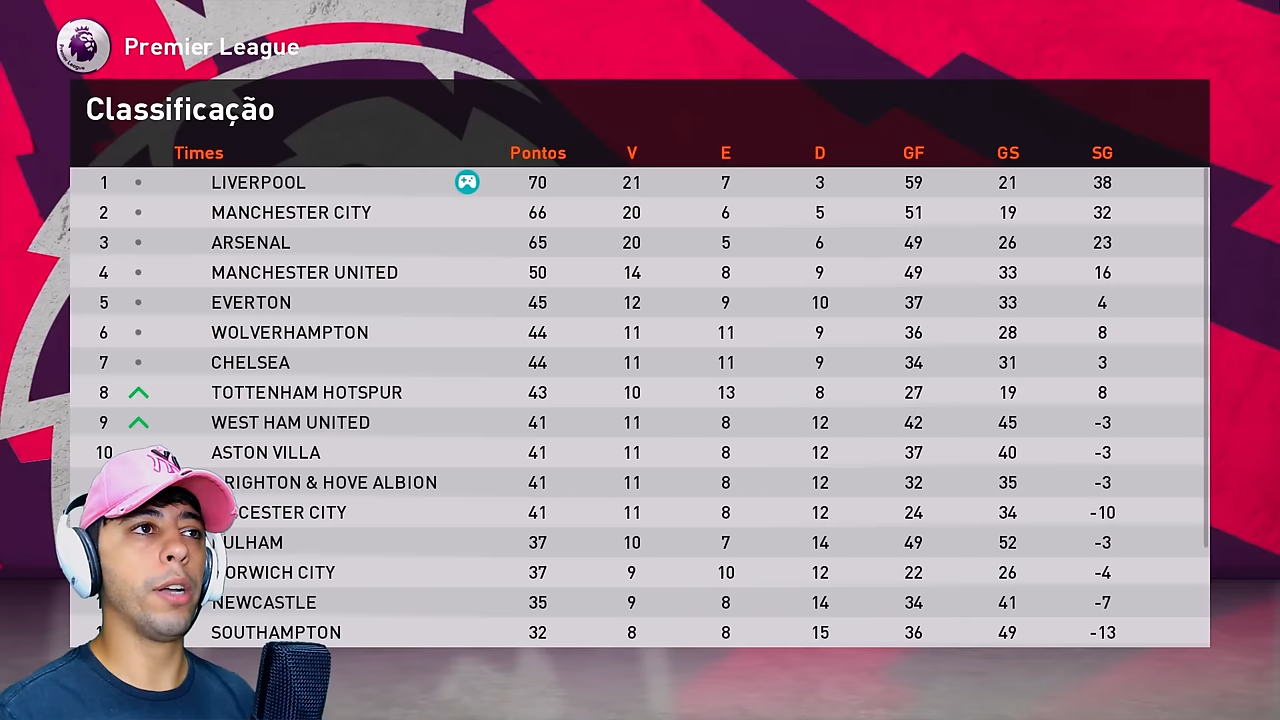 Premier League
Classificação
Times Pontos V E D GF GS SG
1 LIVERPOOL 70 21 7 3 59 21 38
2 MANCHESTER CITY 66 20 6 5 51 19 32
3 ARSENAL 65 20 5 6 49 26 23
4 MANCHESTER UNITED 50 14 8 9 49 33 16
5 EVERTON 45 12 9 10 37 33 4
6 WOLVERHAMPTON 44 11 11 9 36 28 8
7 CHELSEA 44 11 11 9 34 31 3
8 TOTTENHAM HOTSPUR 43 10 13 8 27 19 8
9 WEST HAM UNITED 41 11 8 12 42 45 -3
10 ASTON VILLA 41 11 8 12 37 40 -3
RIGHTON & HOVE ALBION 41 11 8 12 32 35 -3
CESTER CITY 41 11 8 12 24 34 -10
ULHAM 37 10 7 14 49 52 -3
ORWICH CITY 37 9 10 12 22 26 -4
NEWCASTLE 35 9 8 14 34 41 -7
SOUTHAMPTON 32 8 8 15 36 49 -13